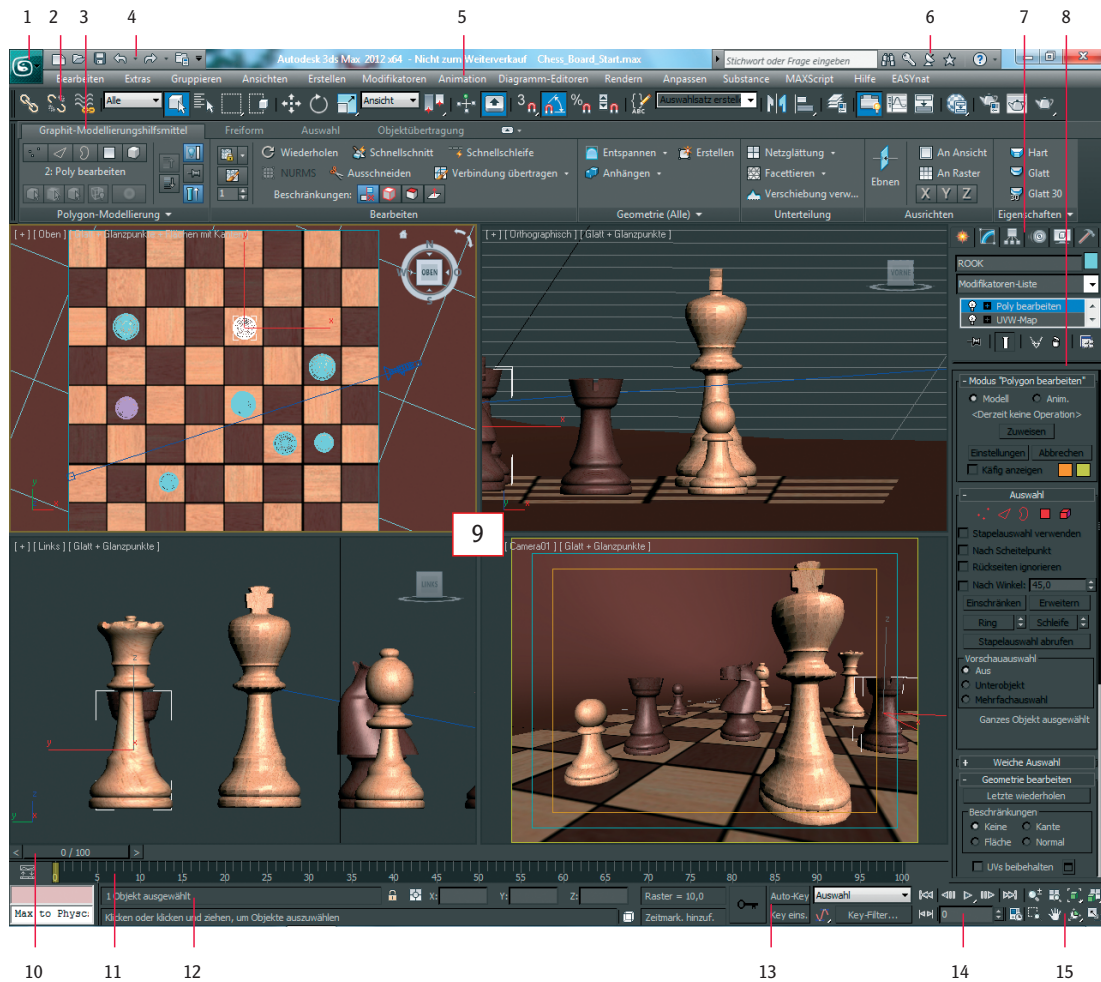 1 2 3 4 5 6 7 8
Autodesk 3ds Max 2012 x64 - Nicht zum Weiterverkauf Chess_Board_Start.max
Stichwort oder Frage eingeben
Bearbeiten Extras Gruppieren Ansichten Erstellen Modifikatoren Animation Diagramm-Editoren Rendern Anpassen Substance MAXScript Hilfe EASYnat
Alle Ansicht 3 % ABC Auswahlsatz erstell
Graphit-Modellierungshilfsmittel Freiform Auswahl Objektübertragung
Wiederholen Schnellschnitt Schnellschleife Entspannen Erstellen Netzglättung An Ansicht Hart
2: Poly bearbeiten NURMS Ausschneiden Verbindung übertragen Anhängen Facettieren Ebnen An Raster Glatt
1 Beschränkungen: Verschiebung verw... X Y Z Glatt 30
Polygon-Modellierung Bearbeiten Geometrie (Alle) Unterteilung Ausrichten Eigenschaften
[ + ] [ Oben ]
N
W OBEN O
S
y
x
y
x
[ + ] [ Orthographisch ] [ Glatt + Glanzpunkte ]
VORNE
x
y
x
ROOK
Modifikatoren-Liste
Poly bearbeiten
UVW-Map
- Modus "Polygon bearbeiten"
Modell Anim.
<Derzeit keine Operation>
Zuweisen
Einstellungen Abbrechen
Käfig anzeigen
- Auswahl
Stapelauswahl verwenden
Nach Scheitelpunkt
Rückseiten ignorieren
Nach Winkel: 45,0
Einschränken Erweitern
Ring Schleife
Stapelauswahl abrufen
Vorschauauswahl
Aus
Unterobjekt
Mehrfachauswahl
Ganzes Objekt ausgewählt
+ Weiche Auswahl
- Geometrie bearbeiten
Letzte wiederholen
Beschränkungen
Keine Kante
Fläche Normal
UVs beibehalten
9
[ + ] [ Links ] [ Glatt + Glanzpunkte ]
LINKS
z
y
x
z
x
[ Camera01 ] [ Glatt + Glanzpunkte ]
z
< 0 / 100 >
0 5 10 15 20 25 30 35 40 45 50 55 60 65 70 75 80 85 90 95 100
1 Objekt ausgewählt X: Y: Z: Raster = 10,0 Auto-Key Auswahl
Max to Physc: Klicken oder klicken und ziehen, um Objekte auszuwählen Zeitmark. hinzuf. Key eins. Key-Filter... 0
10 11 12 13 14 15